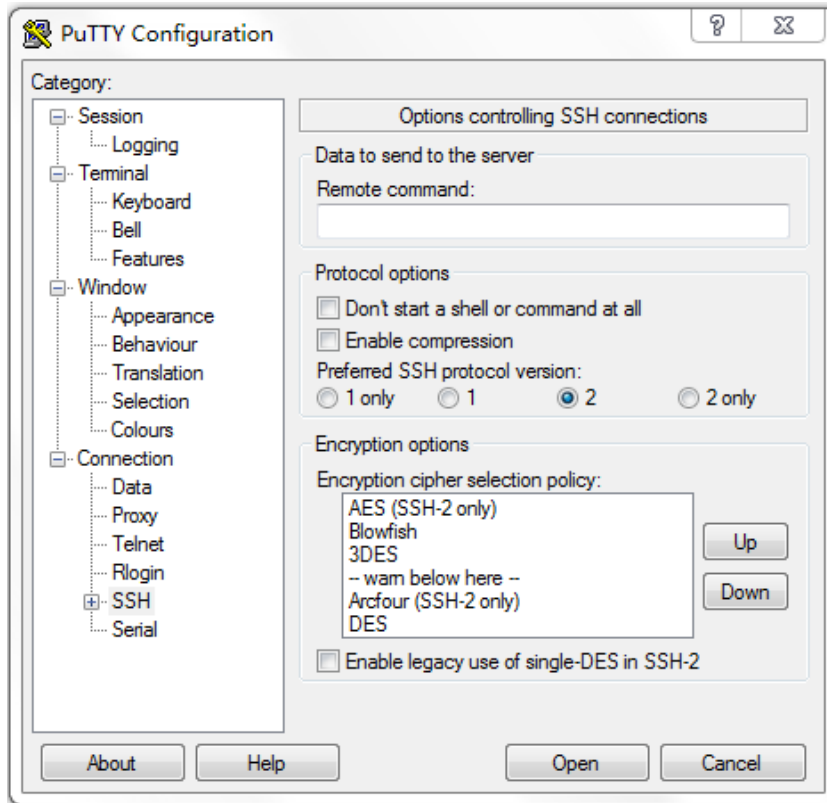 PuTTY Configuration
Category:
Session
Logging
Terminal
Keyboard
Bell
Features
Window
Appearance
Behaviour
Translation
Selection
Colours
Connection
Data
Proxy
Telnet
Rlogin
SSH
Serial
Options controlling SSH connections
Data to send to the server
Remote command:
Protocol options
Don't start a shell or command at all
Enable compression
Preferred SSH protocol version:
1 only 1 2 2 only
Encryption options
Encryption cipher selection policy:
AES (SSH-2 only)
Blowfish
3DES
-- warn below here --
Arcfour (SSH-2 only)
DES
Up
Down
Enable legacy use of single-DES in SSH-2
About Help Open Cancel